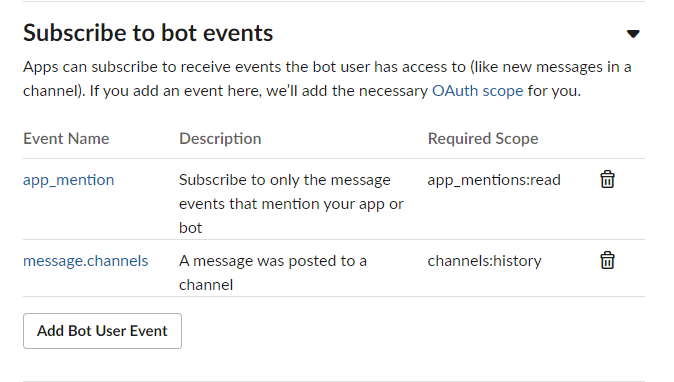 Subscribe to bot events
Apps can subscribe to receive events the bot user has access to (like new messages in a
channel). If you add an event here, we’ll add the necessary OAuth scope for you.
Event Name Description Required Scope
app_mention Subscribe to only the message app_mentions:read
events that mention your app or
bot
message.channels A message was posted to a channels:history
channel
Add Bot User Event